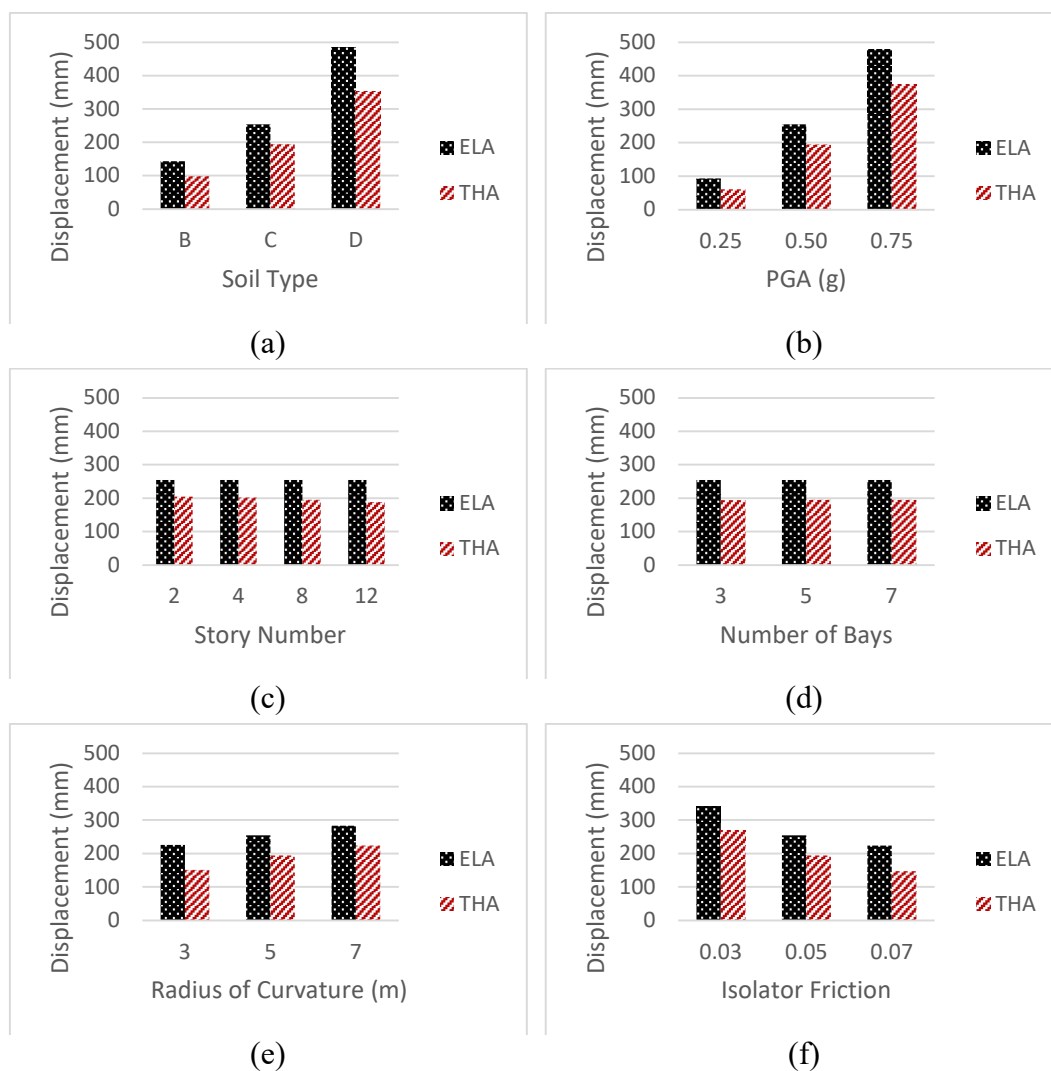 500
400
300
200
100
0
Displacement (mm)
B C D
Soil Type
ELA
THA
(a)
500
400
300
200
100
0
Displacement (mm)
0.25 0.50 0.75
PGA (g)
ELA
THA
(b)
500
400
300
200
100
0
Displacement (mm)
2 4 8 12
Story Number
ELA
THA
(c)
500
400
300
200
100
0
Displacement (mm)
3 5 7
Number of Bays
ELA
THA
(d)
500
400
300
200
100
0
Displacement (mm)
3 5 7
Radius of Curvature (m)
ELA
THA
(e)
500
400
300
200
100
0
Displacement (mm)
0.03 0.05 0.07
Isolator Friction
ELA
THA
(f)